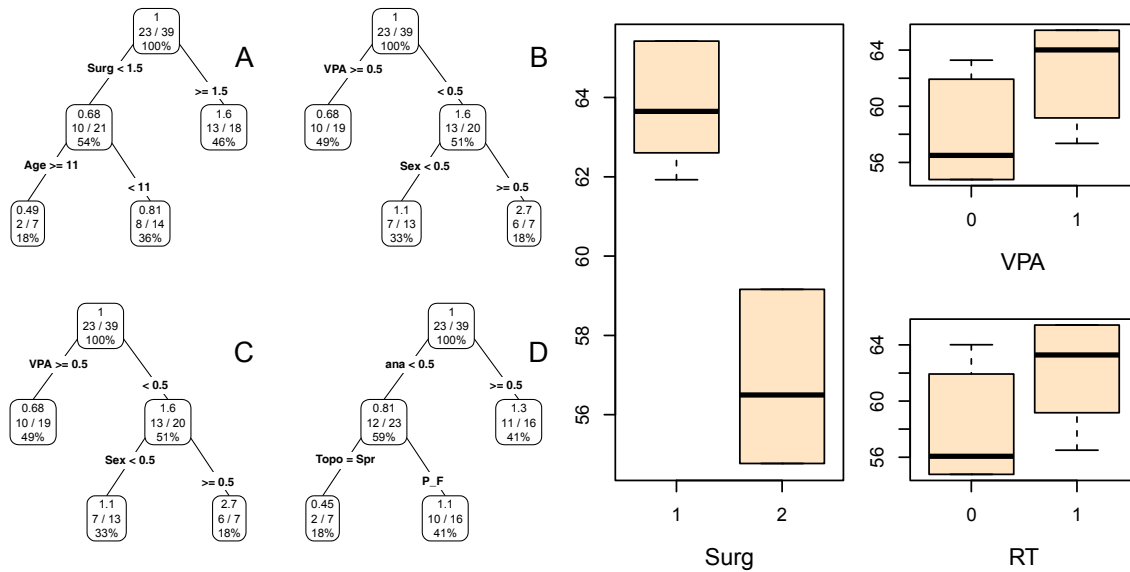 A
1
23 / 39
100%
Surg < 1.5
>= 1.5
0.68
10 / 21
54%
1.6
13 / 18
46%
Age >= 11
< 11
0.49
2 / 7
18%
0.81
8 / 14
36%
B
1
23 / 39
100%
VPA >= 0.5
< 0.5
0.68
10 / 19
49%
1.6
13 / 20
51%
Sex < 0.5
>= 0.5
1.1
7 / 13
33%
2.7
6 / 7
18%
C
1
23 / 39
100%
VPA >= 0.5
< 0.5
0.68
10 / 19
49%
1.6
13 / 20
51%
Sex < 0.5
>= 0.5
1.1
7 / 13
33%
2.7
6 / 7
18%
D
1
23 / 39
100%
ana < 0.5
>= 0.5
0.81
12 / 23
59%
1.3
11 / 16
41%
Topo = Spr
P_F
0.45
2 / 7
18%
1.1
10 / 16
41%
64
62
60
58
56
1 2
Surg
64
60
56
0 1
VPA
64
60
56
0 1
RT